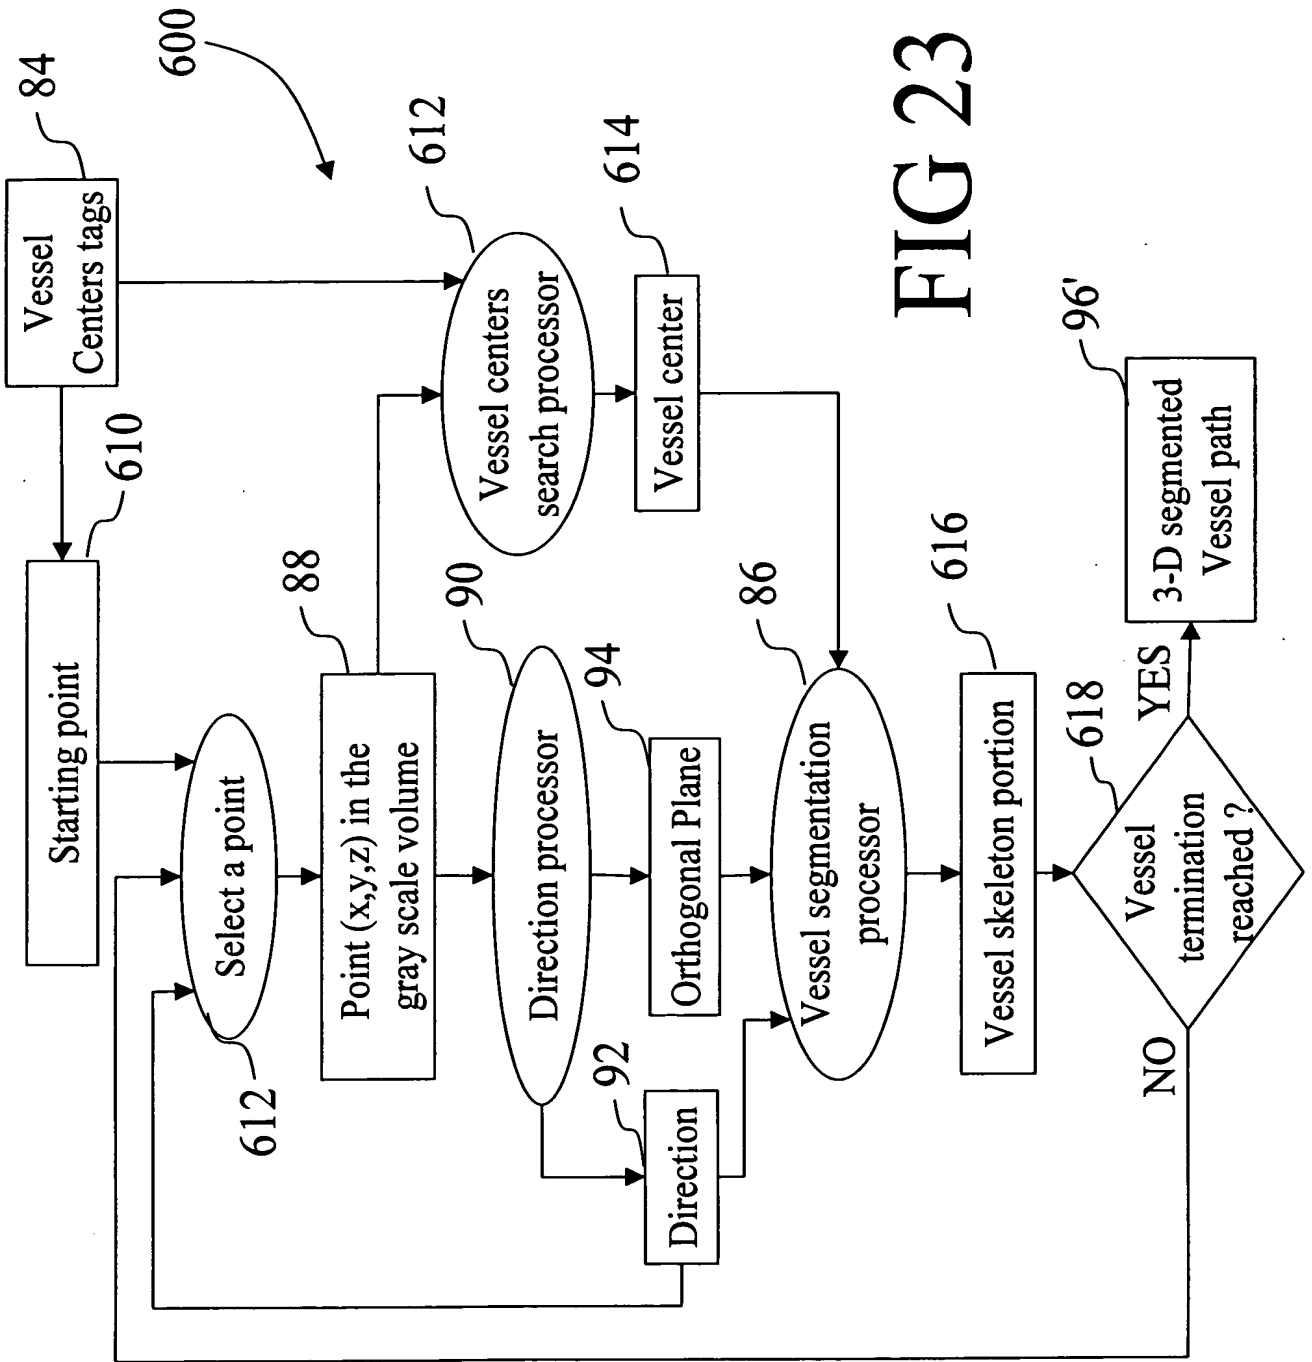 84
Vessel
Centers tags
600
610
Starting point
612
Select a point
612
Vessel centers
search processor
88
Point (x,y,z) in the
gray scale volume
90
Direction processor
614
Vessel center
92
Direction
94
Orthogonal Plane
86
Vessel segmentation
processor
616
Vessel skeleton portion
618
Vessel
termination
reached ?
NO
YES
96'
3-D segmented
Vessel path
FIG 23